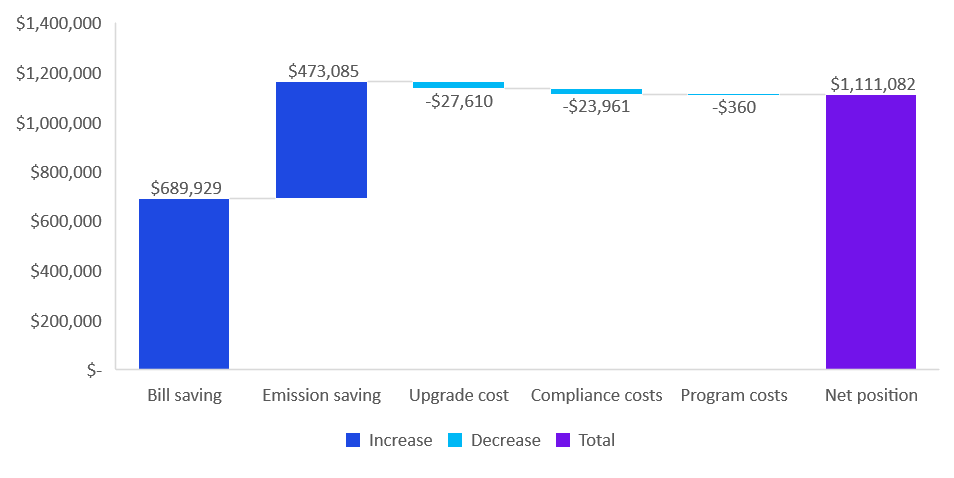 $1,400,000
$1,200,000
$1,000,000
$800,000
$600,000
$400,000
$200,000
$-
$689,929
$473,085
-$27,610
-$23,961
-$360
$1,111,082
Bill saving
Emission saving
Upgrade cost
Compliance costs
Program costs
Net position
Increase
Decrease
Total